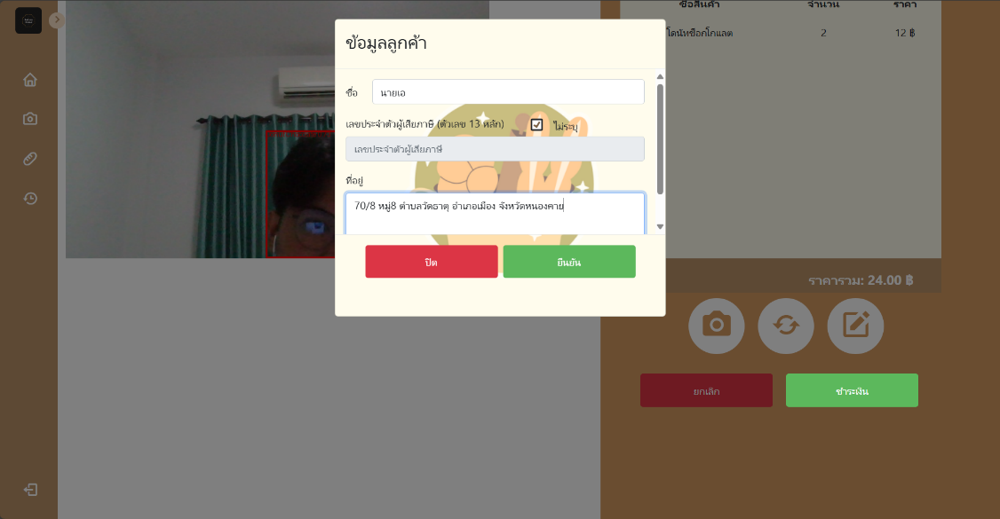 ชื่อสินค้า จำนวน ราคา
โดนัทช็อกโกแลต 2 12 ฿
ข้อมูลลูกค้า
ชื่อ นายเอ
เลขประจำตัวผู้เสียภาษี (ตัวเลข 13 หลัก) ไม่ระบุ
เลขประจำตัวผู้เสียภาษี
ที่อยู่
70/8 หมู่8 ตำบลวัดธาตุ อำเภอเมือง จังหวัดหนองคาย
ปิด ยืนยัน
ราคารวม: 24.00 ฿
ยกเลิก ชำระเงิน